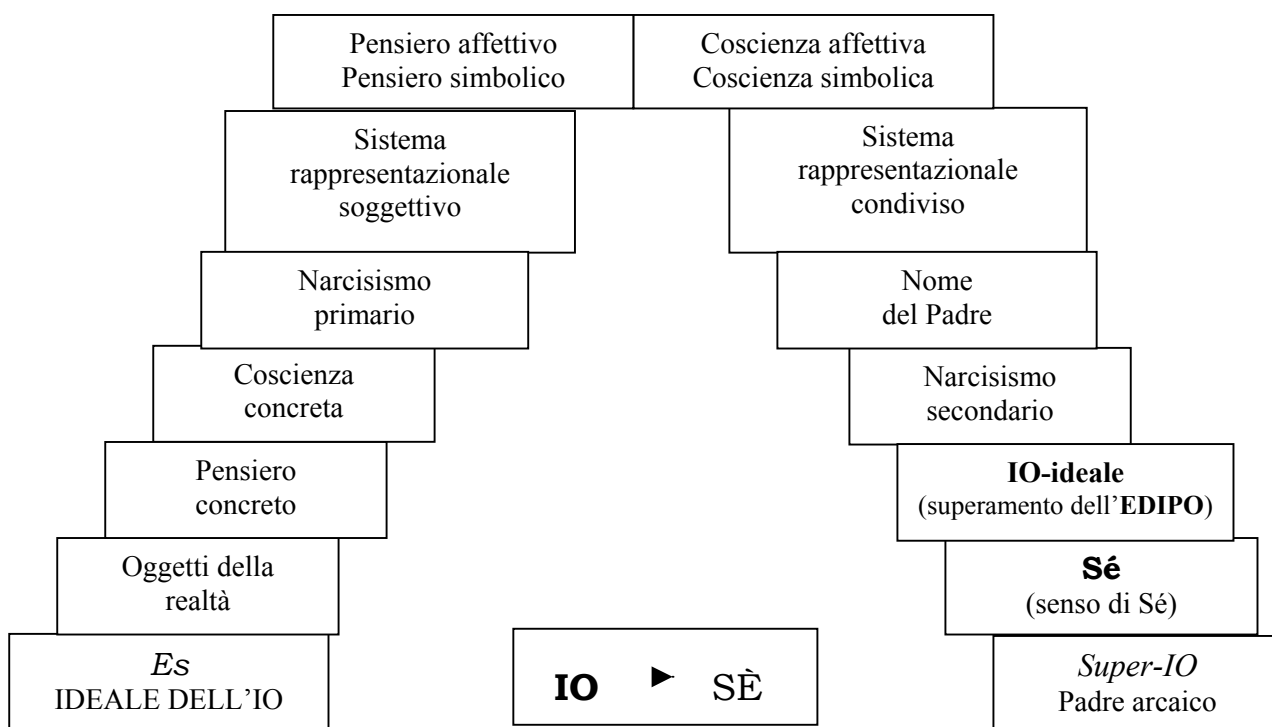 Pensiero affettivo
Pensiero simbolico
Coscienza affettiva
Coscienza simbolica
Sistema
rappresentazionale
soggettivo
Sistema
rappresentazionale
condiviso
Narcisismo
primario
Nome
del Padre
Coscienza
concreta
Narcisismo
secondario
Pensiero
concreto
IO-ideale
(superamento dell’EDIPO)
Oggetti della
realtà
Sé
(senso di Sé)
Es
IDEALE DELL’IO
IO ► SÈ
Super-IO
Padre arcaico